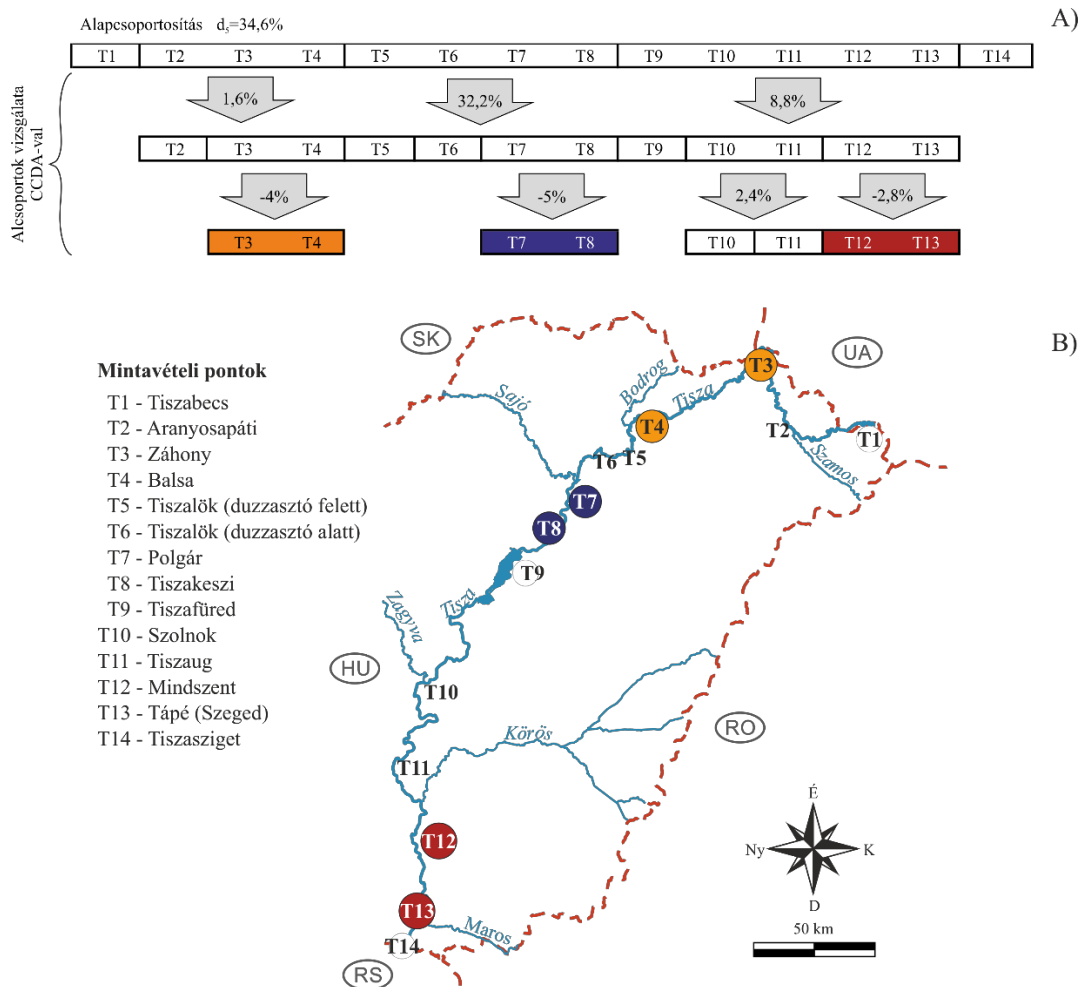 A)
Alapcsoportosítás d₅=34,6%
T1 T2 T3 T4 T5 T6 T7 T8 T9 T10 T11 T12 T13 T14
Alcsoportok vizsgálata
CCDA-val
1,6% 32,2% 8,8%
T2 T3 T4 T5 T6 T7 T8 T9 T10 T11 T12 T13
-4% -5% 2,4% -2,8%
T3 T4 T7 T8 T10 T11 T12 T13
B)
Mintavételi pontok
T1 - Tiszabecs
T2 - Aranyosapáti
T3 - Záhony
T4 - Balsa
T5 - Tiszalök (duzzasztó felett)
T6 - Tiszalök (duzzasztó alatt)
T7 - Polgár
T8 - Tiszakeszi
T9 - Tiszafüred
T10 - Szolnok
T11 - Tiszaug
T12 - Mindszent
T13 - Tápé (Szeged)
T14 - Tiszasziget
SK
UA
T3
Bodrog
Tisza
Sajó
T4
T2
T1
T6
T5
Szamos
T7
T8
T9
Zagyva
Tisza
HU
T10
RO
Körös
T11
T12
T13
Maros
T14
RS
É
Ny
K
D
50 km